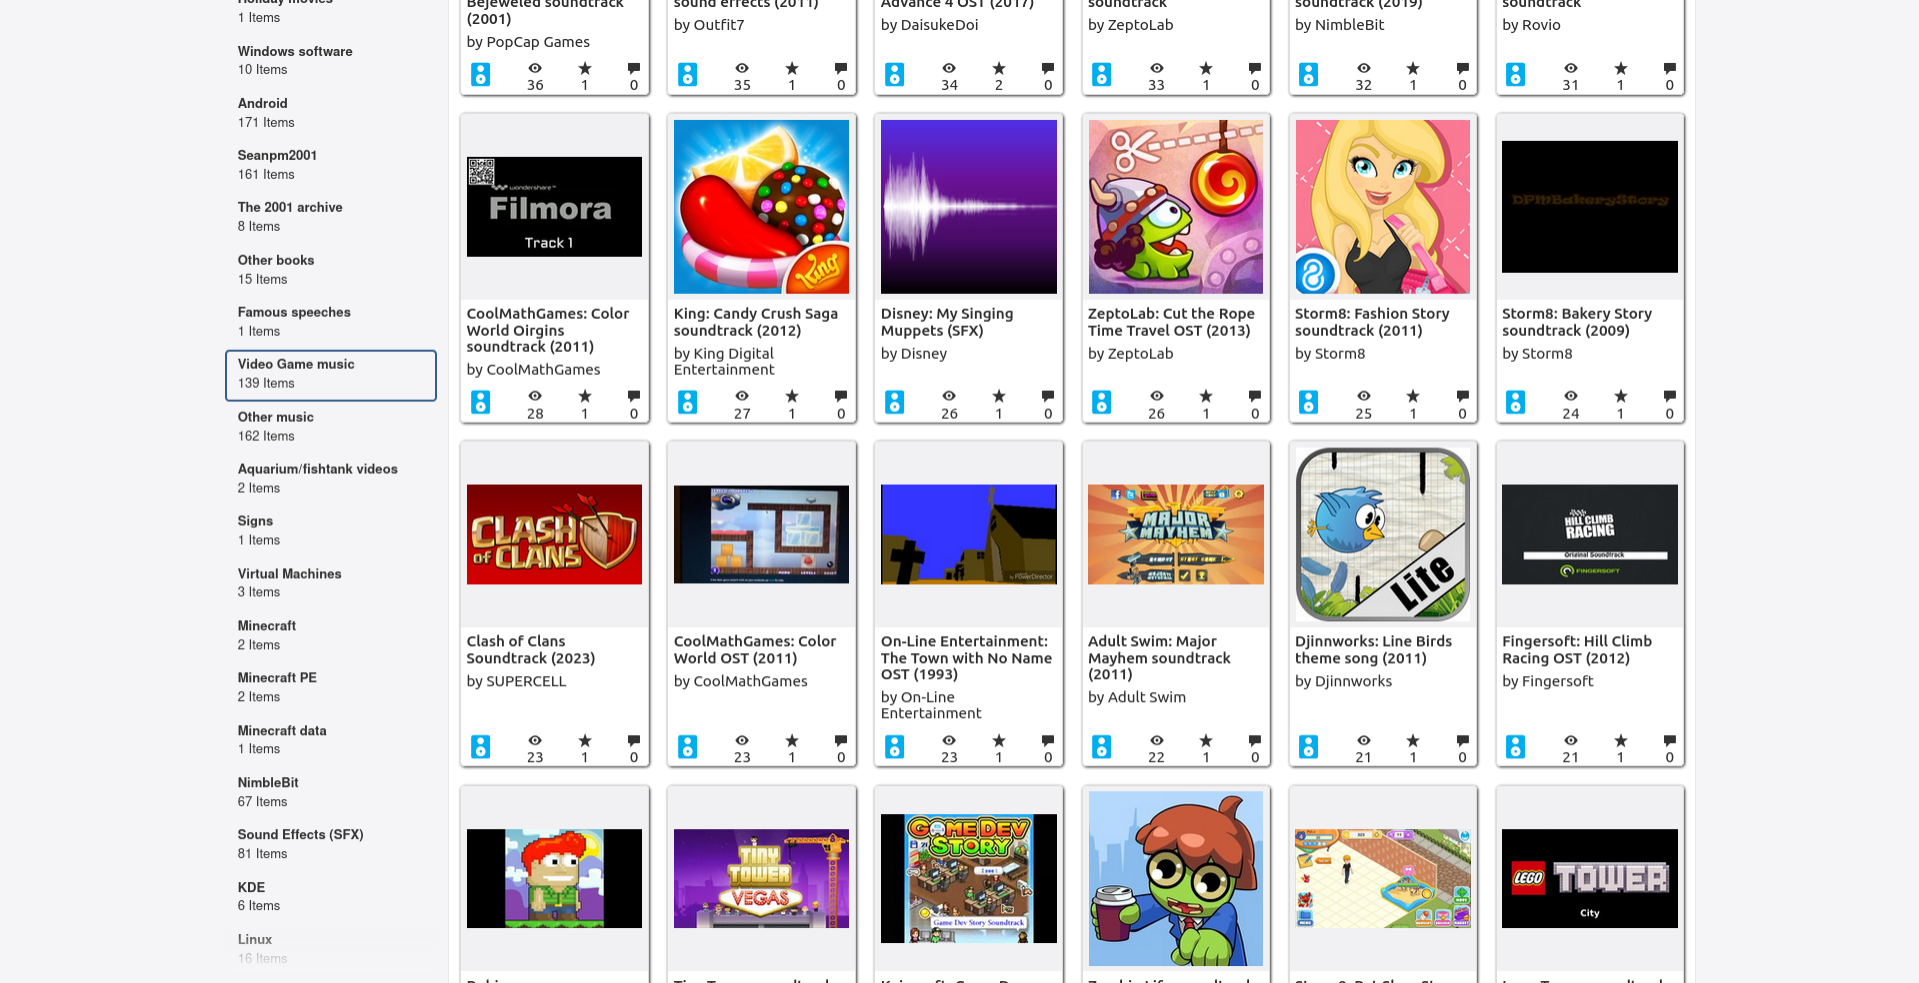 Holiday movies
1 Items
Windows software
10 Items
Android
171 Items
Seanpm2001
161 Items
The 2001 archive
8 Items
Other books
15 Items
Famous speeches
1 Items
Video Game music
139 Items
Other music
162 Items
Aquarium/fishtank videos
2 Items
Signs
1 Items
Virtual Machines
3 Items
Minecraft
2 Items
Minecraft PE
2 Items
Minecraft data
1 Items
NimbleBit
67 Items
Sound Effects (SFX)
81 Items
KDE
6 Items
Linux
16 Items
Bejeweled soundtrack
(2001)
by PopCap Games
36 1 0
sound effects (2011)
by Outfit7
35 1 0
Advance 4 OST (2017)
by DaisukeDoi
34 2 0
soundtrack
by ZeptoLab
33 1 0
soundtrack (2019)
by NimbleBit
32 1 0
soundtrack
by Rovio
31 1 0
wondershare
Filmora
Track 1
CoolMathGames: Color
World Oirgins
soundtrack (2011)
by CoolMathGames
28 1 0
King
King: Candy Crush Saga
soundtrack (2012)
by King Digital
Entertainment
27 1 0
Disney: My Singing
Muppets (SFX)
by Disney
26 1 0
ZeptoLab: Cut the Rope
Time Travel OST (2013)
by ZeptoLab
26 1 0
Storm8: Fashion Story
soundtrack (2011)
by Storm8
25 1 0
DPMBakeryStory
Storm8: Bakery Story
soundtrack (2009)
by Storm8
24 1 0
CLASH
OF CLANS
Clash of Clans
Soundtrack (2023)
by SUPERCELL
23 1 0
CoolMathGames: Color
World OST (2011)
by CoolMathGames
23 1 0
by PowerDirector
On-Line Entertainment:
The Town with No Name
OST (1993)
by On-Line
Entertainment
23 1 0
MAJOR
MAYHEM
Adult Swim: Major
Mayhem soundtrack
(2011)
by Adult Swim
22 1 0
Lite
Djinnworks: Line Birds
theme song (2011)
by Djinnworks
21 1 0
HILL CLIMB
RACING
Original Soundtrack
FINGERSOFT
Fingersoft: Hill Climb
Racing OST (2012)
by Fingersoft
21 1 0
TINY
TOWER
VEGAS
GAME DEV
STORY
Game Dev Story Soundtrack
LEGO TOWER
City